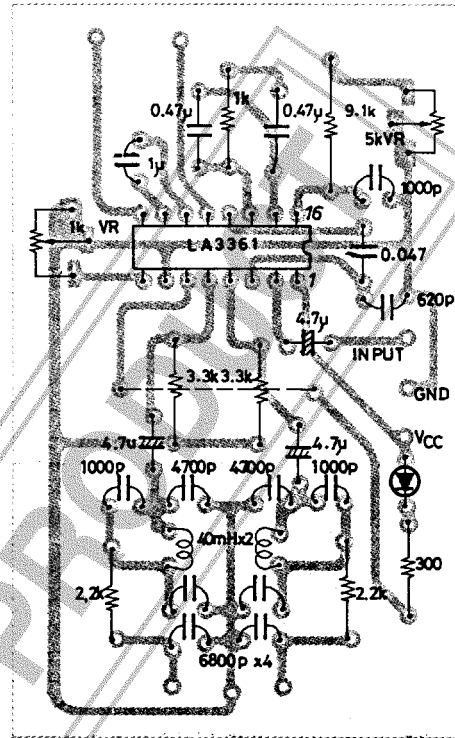 1k
0.47µ
0.47µ
9.1k
5kVR
1µ
1000p
16
1k VR
LA3361
0.047
1
620p
4.7µ
INPUT
3.3k 3.3k
GND
4.7u
4.7µ
VCC
1000p
4700p
4700p
1000p
40mHx2
300
2,2k
2.2k
6800p x4
PRODUCT